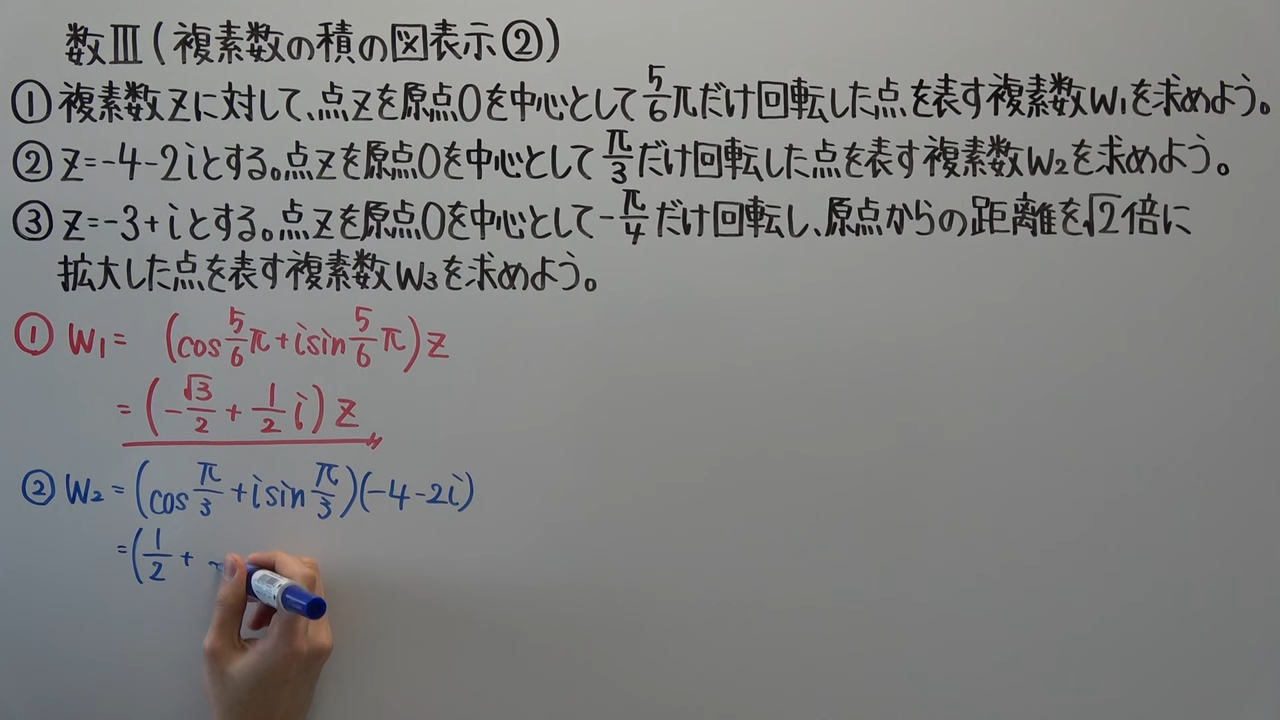 数Ⅲ(複素数の積の図表示②)
①複素数zに対して、点zを原点Oを中心として5/6πだけ回転した点を表す複素数w₁を求めよう。
②z=-4-2iとする。点zを原点Oを中心としてπ/3だけ回転した点を表す複素数w₂を求めよう。
③z=-3+iとする。点zを原点Oを中心として-π/4だけ回転し、原点からの距離を√2倍に
拡大した点を表す複素数w₃を求めよう。
①w₁=(cos5/6π+isin5/6π)z
=(-√3/2+1/2i)z
②w₂=(cosπ/3+isinπ/3)(-4-2i)
=(1/2+